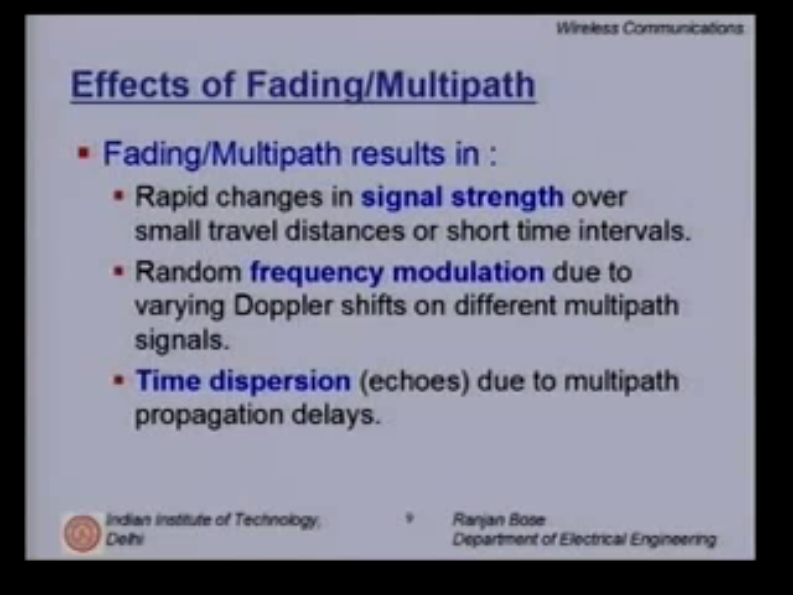 Wireless Communications
Effects of Fading/Multipath
▪ Fading/Multipath results in :
▪ Rapid changes in signal strength over
small travel distances or short time intervals.
▪ Random frequency modulation due to
varying Doppler shifts on different multipath
signals.
▪ Time dispersion (echoes) due to multipath
propagation delays.
Indian Institute of Technology,
Delhi
9
Ranjan Bose
Department of Electrical Engineering